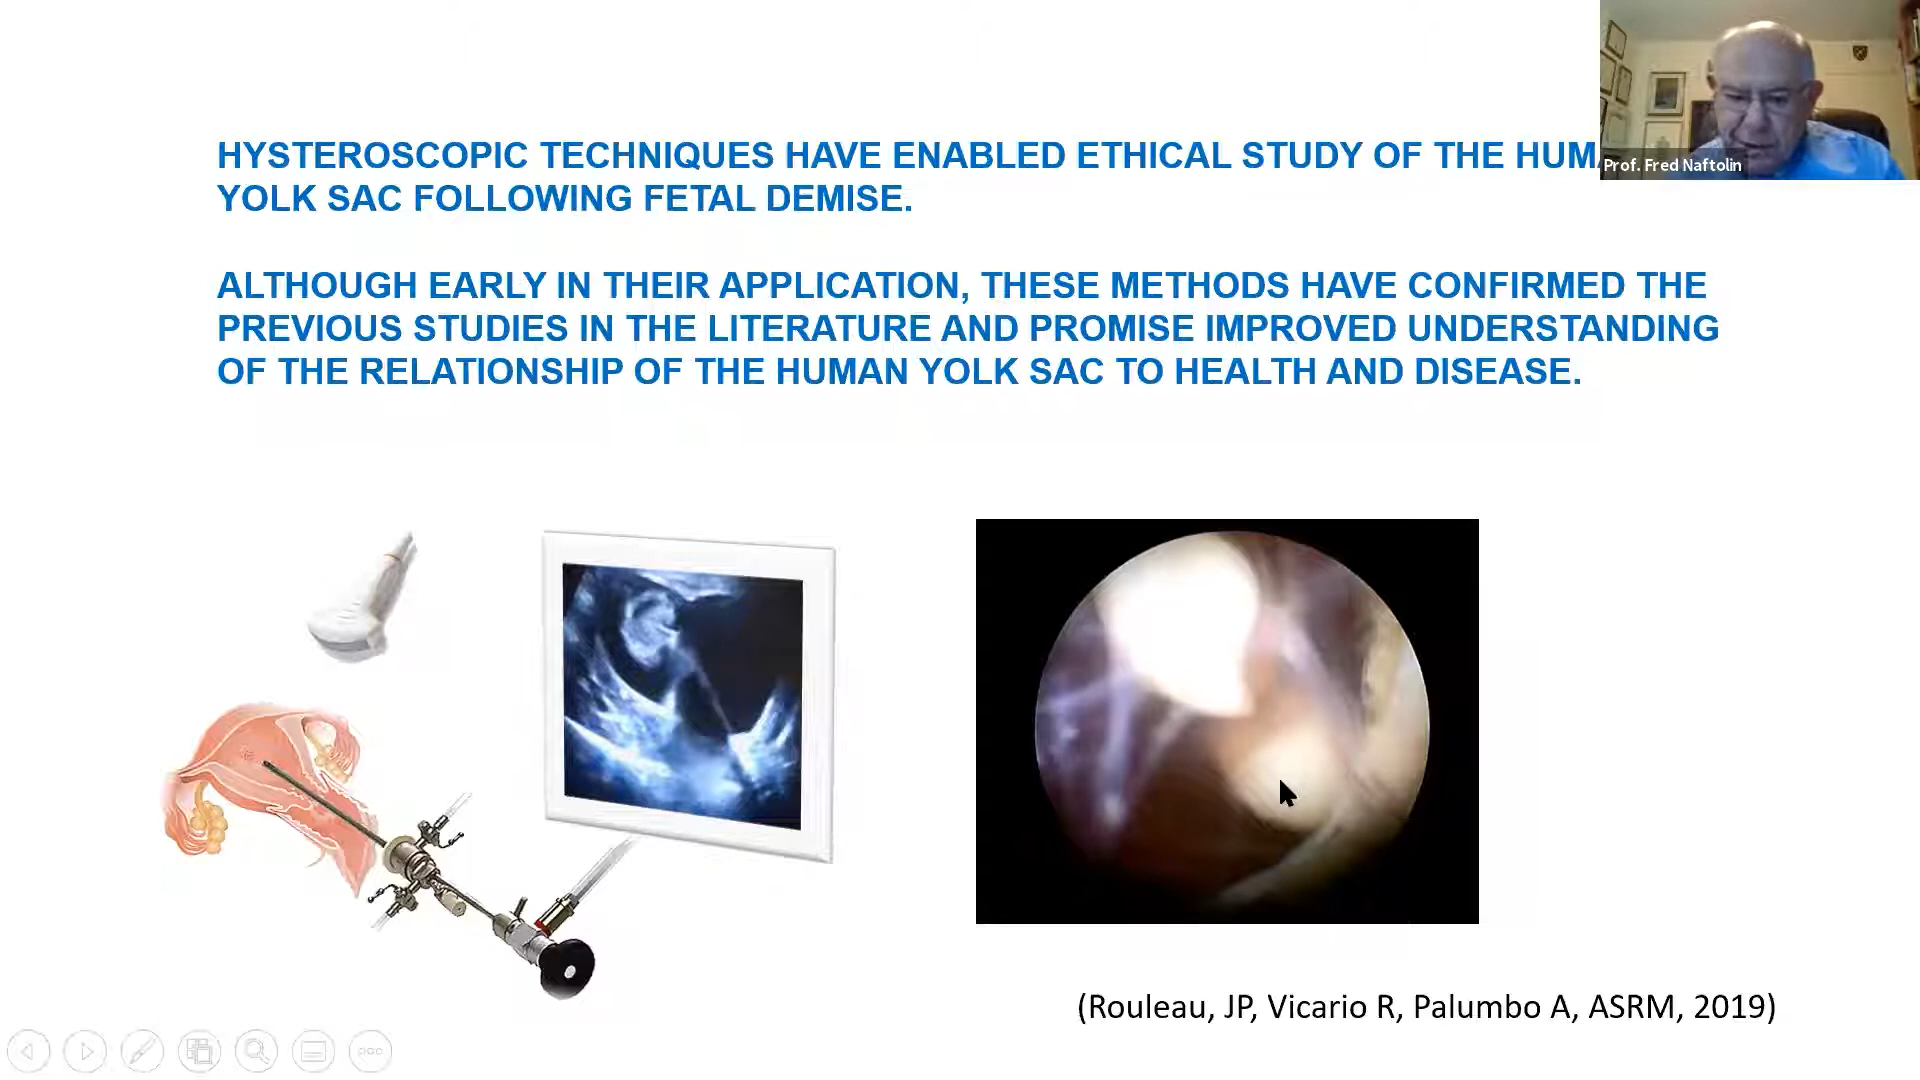 HYSTEROSCOPIC TECHNIQUES HAVE ENABLED ETHICAL STUDY OF THE
YOLK SAC FOLLOWING FETAL DEMISE.
ALTHOUGH EARLY IN THEIR APPLICATION, THESE METHODS HAVE CONFIRMED THE
PREVIOUS STUDIES IN THE LITERATURE AND PROMISE IMPROVED UNDERSTANDING
OF THE RELATIONSHIP OF THE HUMAN YOLK SAC TO HEALTH AND DISEASE.
Prof. Fred Naftolin
(Rouleau, JP, Vicario R, Palumbo A, ASRM, 2019)